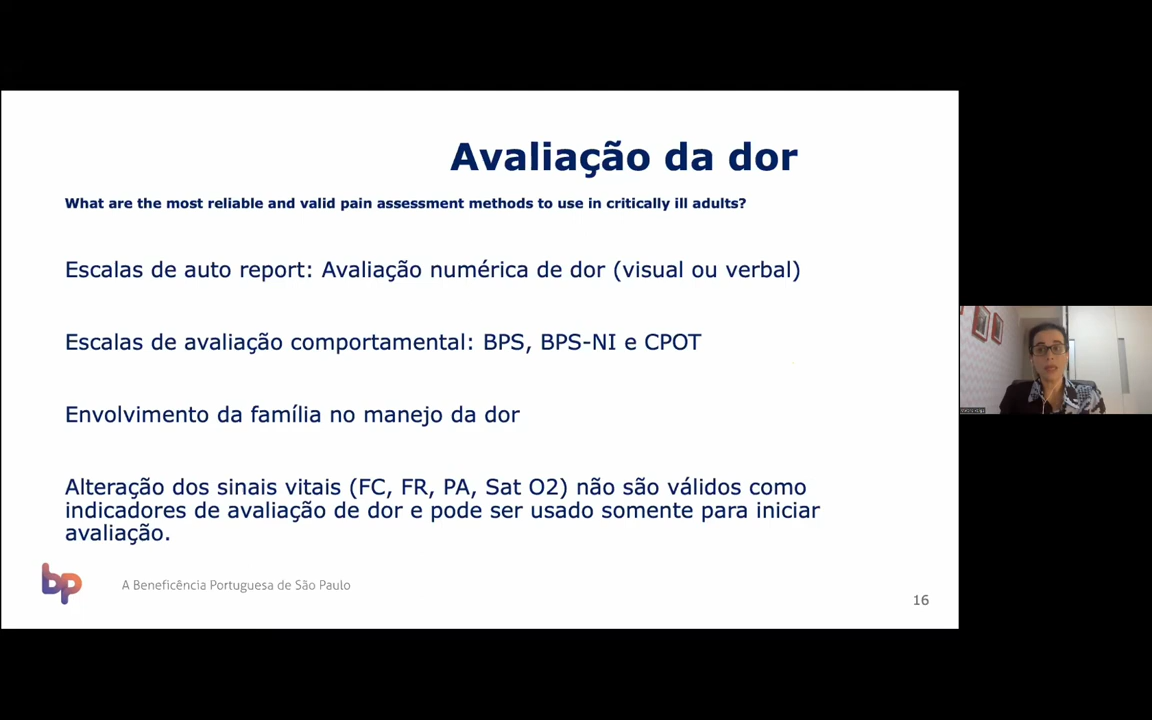 Avaliação da dor
What are the most reliable and valid pain assessment methods to use in critically ill adults?
Escalas de auto report: Avaliação numérica de dor (visual ou verbal)
Escalas de avaliação comportamental: BPS, BPS-NI e CPOT
Envolvimento da família no manejo da dor
Alteração dos sinais vitais (FC, FR, PA, Sat O2) não são válidos como
indicadores de avaliação de dor e pode ser usado somente para iniciar
avaliação.
bp
A Beneficência Portuguesa de São Paulo
16